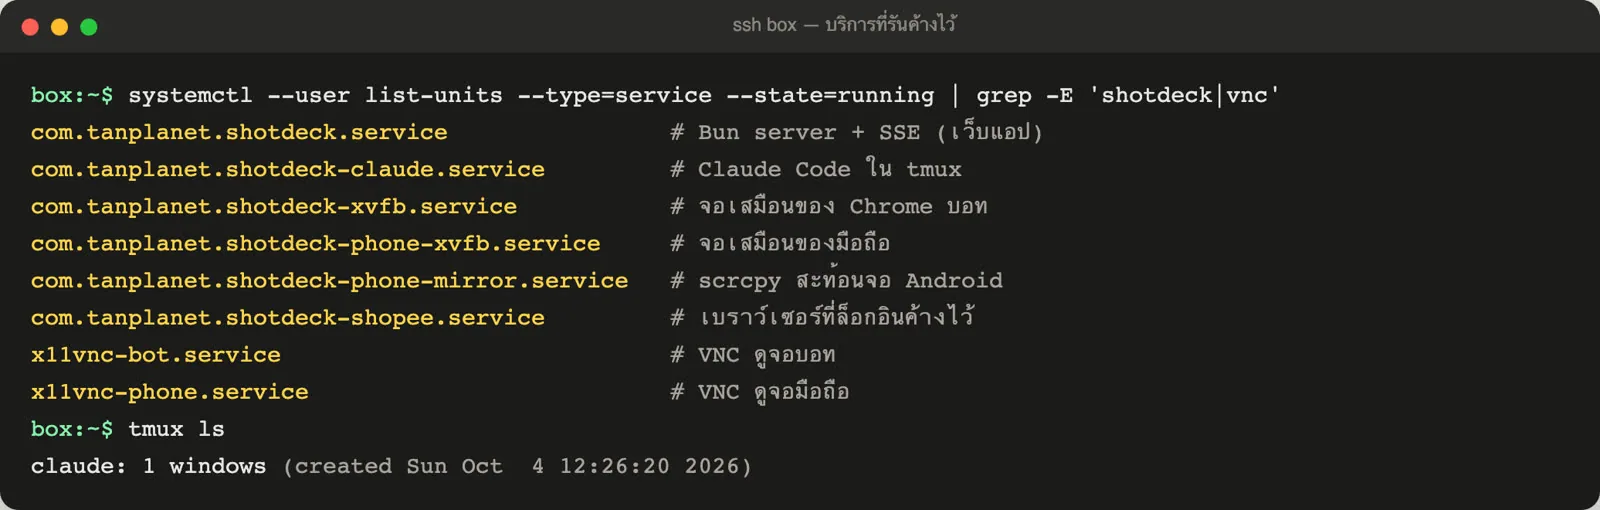 ssh box — บริการที่รันค้างไว้
box:~$ systemctl --user list-units --type=service --state=running | grep -E 'shotdeck|vnc'
com.tanplanet.shotdeck.service # Bun server + SSE (เว็บแอป)
com.tanplanet.shotdeck-claude.service # Claude Code ใน tmux
com.tanplanet.shotdeck-xvfb.service # จอเสมือนของ Chrome บอท
com.tanplanet.shotdeck-phone-xvfb.service # จอเสมือนของมือถือ
com.tanplanet.shotdeck-phone-mirror.service # scrcpy สะท้อนจอ Android
com.tanplanet.shotdeck-shopee.service # เบราว์เซอร์ที่ล็อกอินค้างไว้
x11vnc-bot.service # VNC ดูจอบอท
x11vnc-phone.service # VNC ดูจอมือถือ
box:~$ tmux ls
claude: 1 windows (created Sun Oct  4 12:26:20 2026)